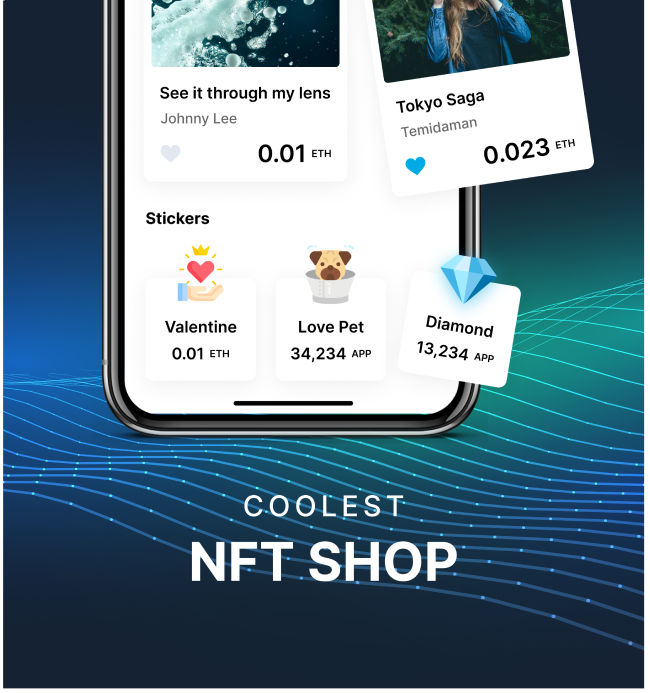 See it through my lens
Johnny Lee
0.01 ETH
Tokyo Saga
Temidaman
0.023 ETH
Stickers
Valentine
0.01 ETH
Love Pet
34,234 APP
Diamond
13,234 APP
COOLEST
NFT SHOP